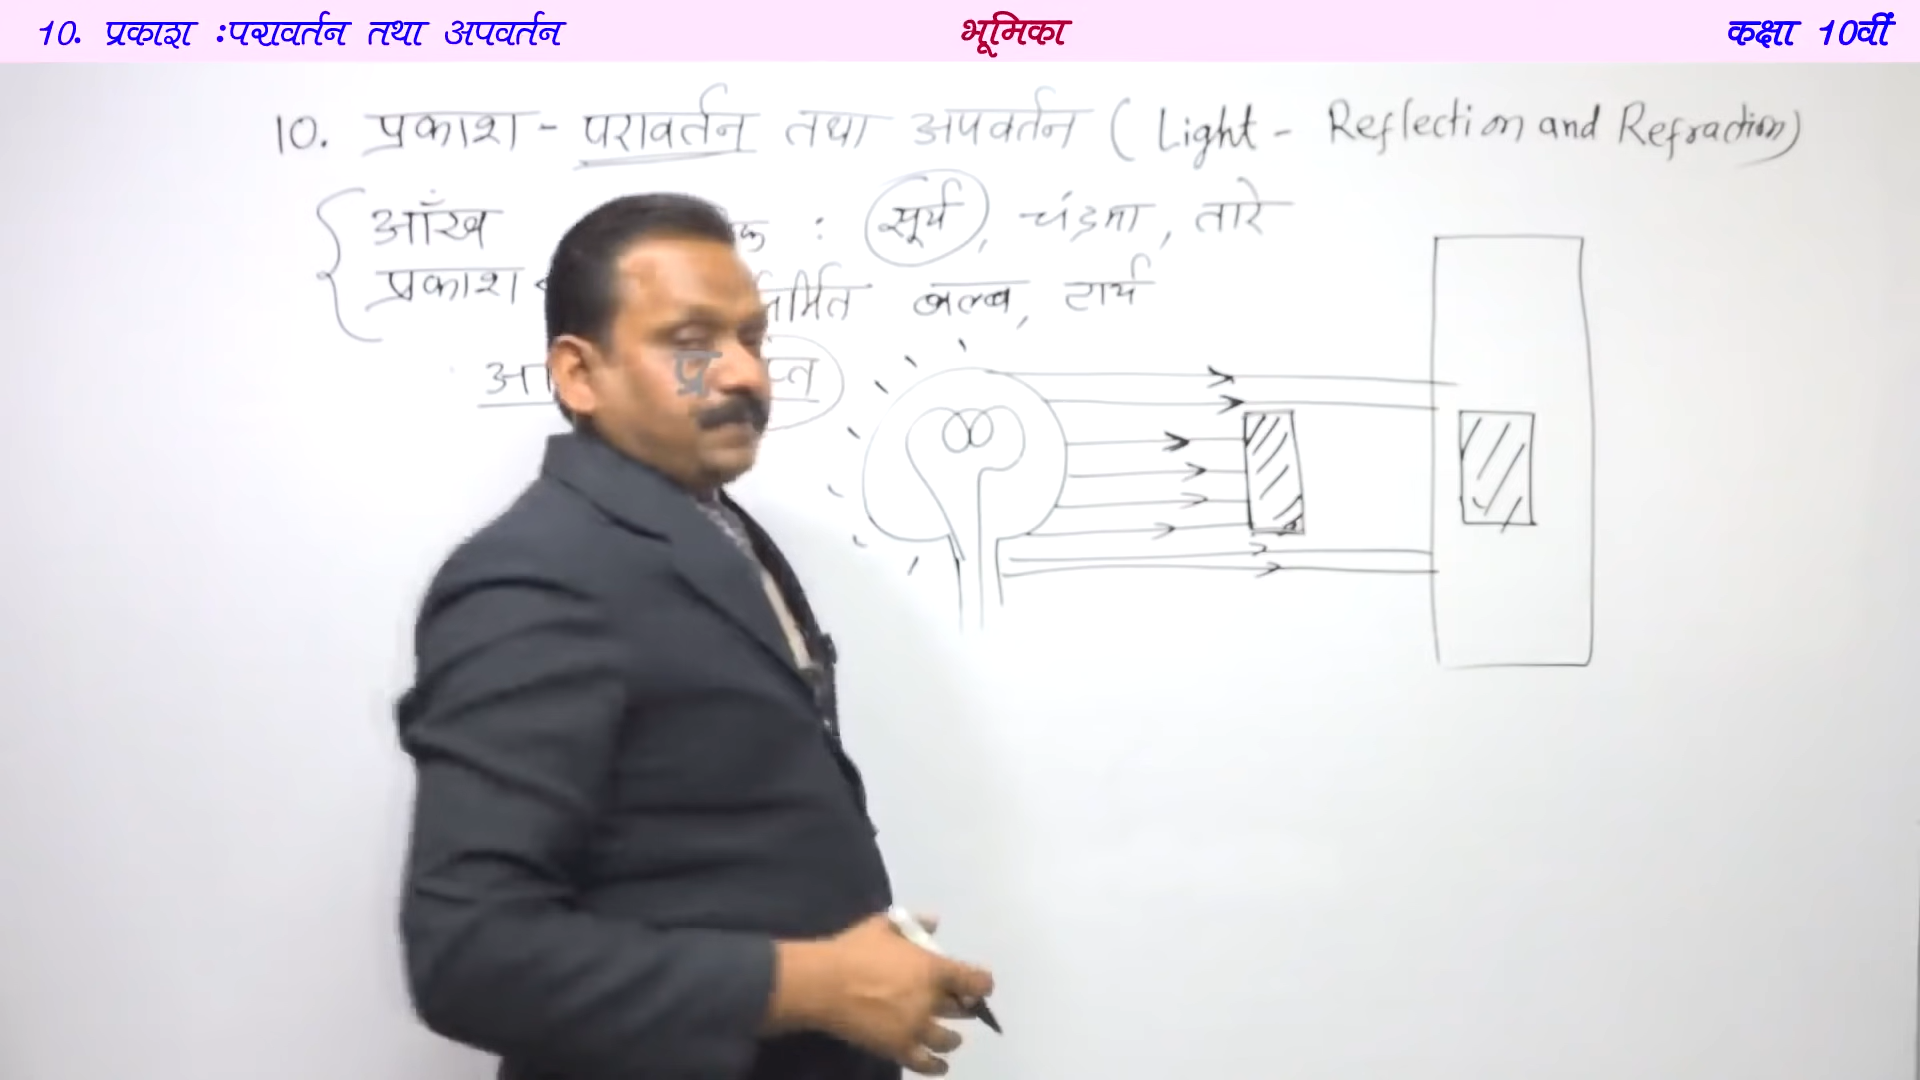 10. प्रकाश :परावर्तन तथा अपवर्तन
भूमिका
कक्षा 10वीं
10. प्रकाश - परावर्तन तथा अपवर्तन ( Light - Reflection and Refraction)
आँख : सूर्य, चंद्रमा, तारे
प्रकाश बल्ब, टार्च